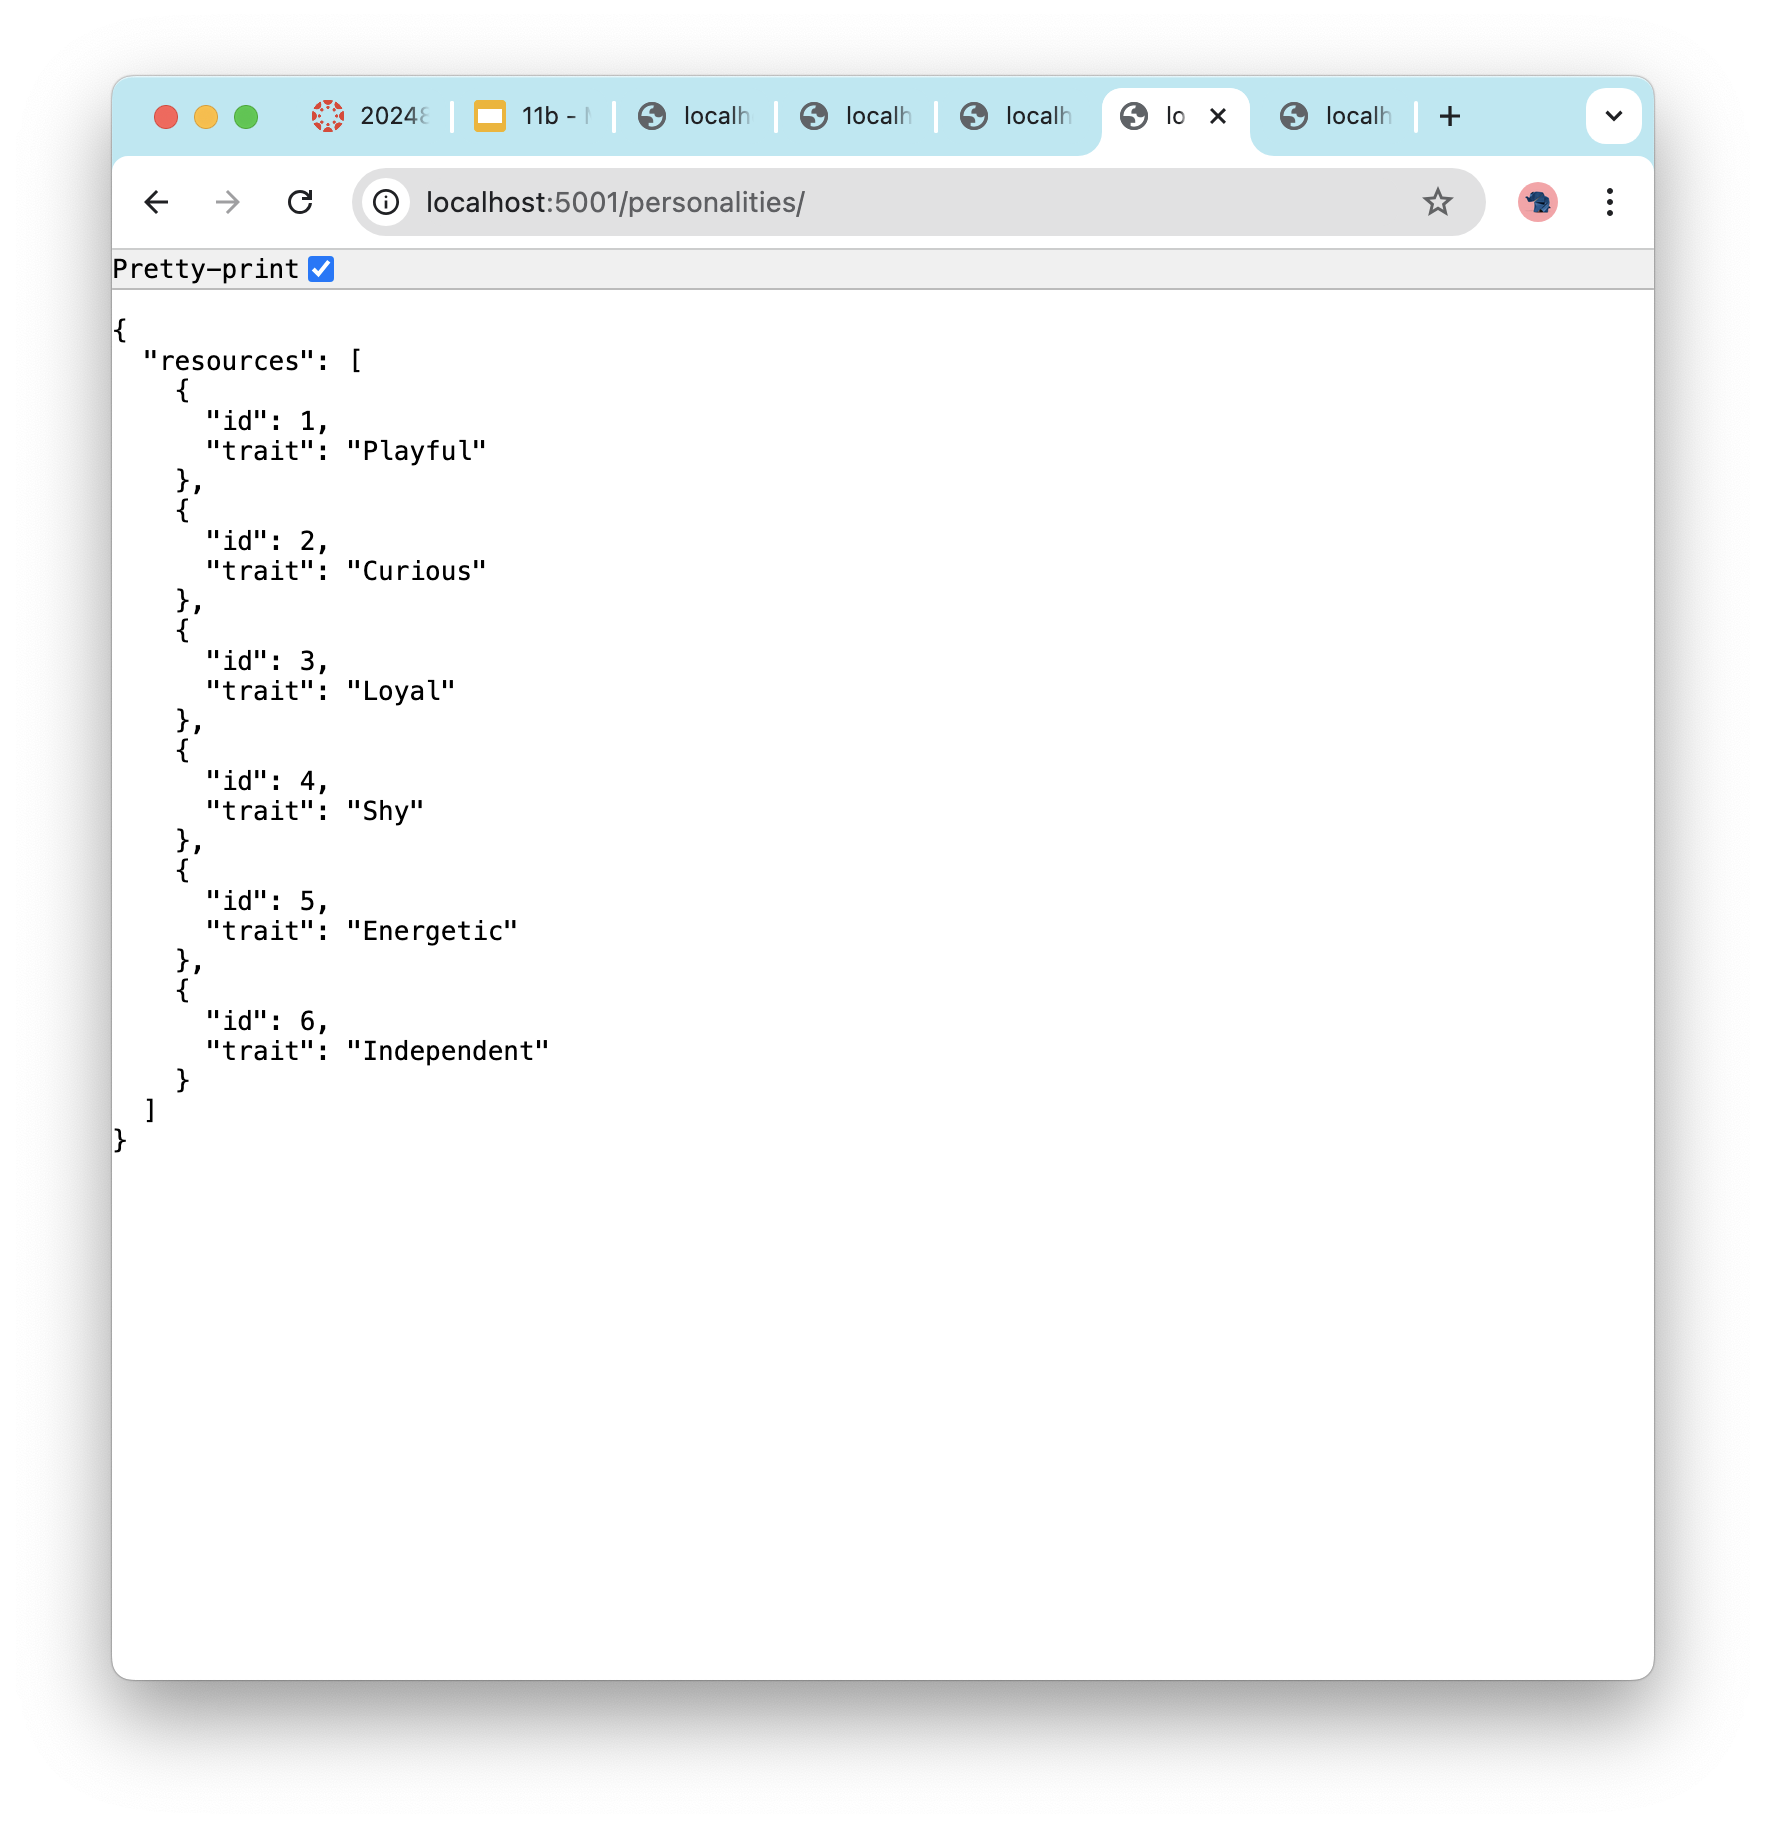 20248
11b -
localh
localh
localh
lo
localh
localhost:5001/personalities/
Pretty-print
{
  "resources": [
    {
      "id": 1,
      "trait": "Playful"
    },
    {
      "id": 2,
      "trait": "Curious"
    },
    {
      "id": 3,
      "trait": "Loyal"
    },
    {
      "id": 4,
      "trait": "Shy"
    },
    {
      "id": 5,
      "trait": "Energetic"
    },
    {
      "id": 6,
      "trait": "Independent"
    }
  ]
}